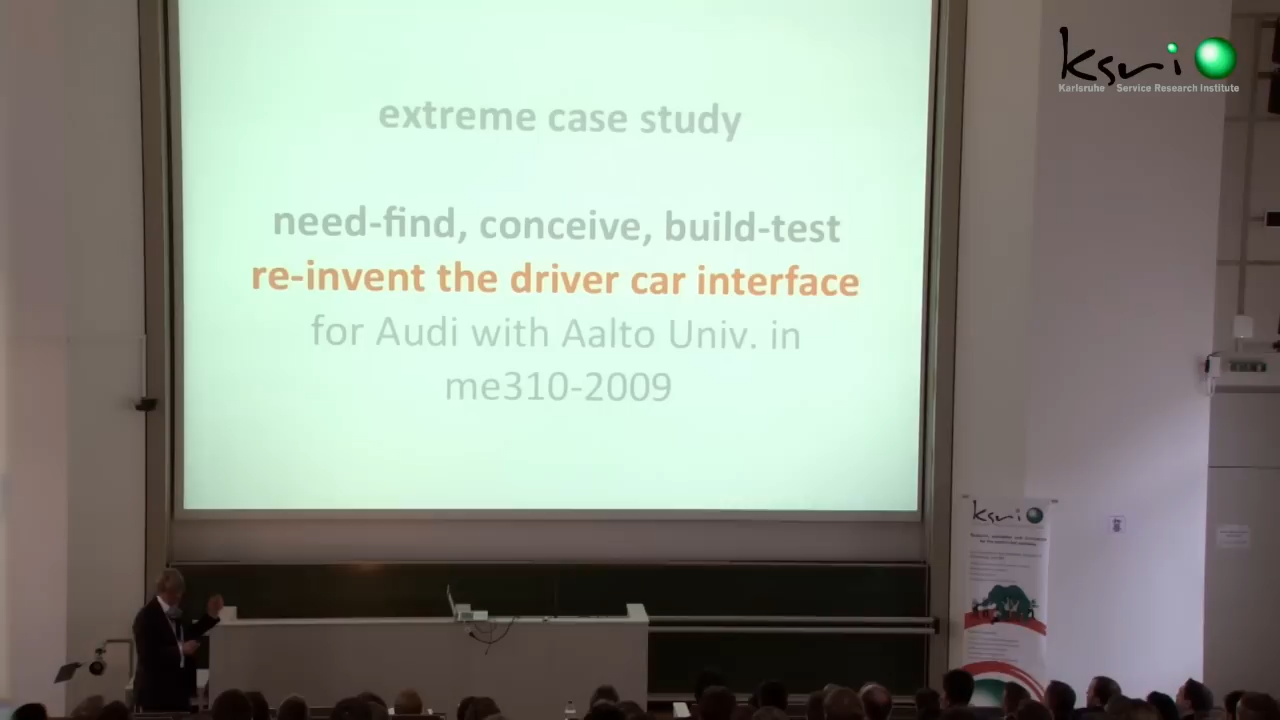 ksri
Karlsruhe Service Research Institute
extreme case study
need-find, conceive, build-test
re-invent the driver car interface
for Audi with Aalto Univ. in
me310-2009
ksri